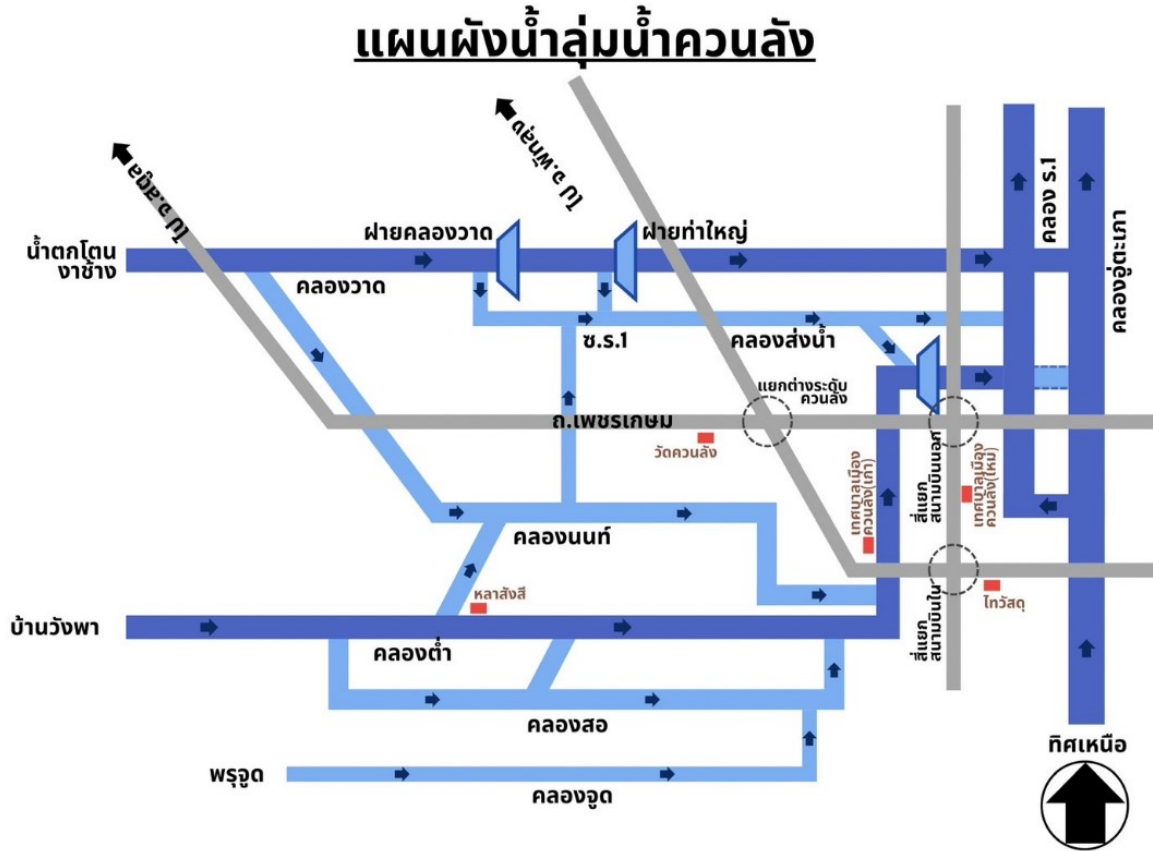 แผนผังน้ำลุ่มน้ำควนลัง
ไป จ.สตูล
ไป จ.พัทลุง
น้ำตกโตน
งาช้าง
คลองวาด
ฝายคลองวาด
ฝายท่าใหญ่
คลอง ร.1
คลองอู่ตะเภา
ซ.ร.1
คลองส่งน้ำ
แยกต่างระดับ
ควนลัง
ถ.เพชรเกษม
วัดควนลัง
เทศบาลเมือง
ควนลัง(เก่า)
สี่แยก
สนามบินนอก
เทศบาลเมือง
ควนลัง(ใหม่)
คลองนนท์
หลาสังสี
บ้านวังพา
คลองต่ำ
สี่แยก
สนามบินใน
ไทวัสดุ
คลองสอ
พรุจูด
คลองจูด
ทิศเหนือ